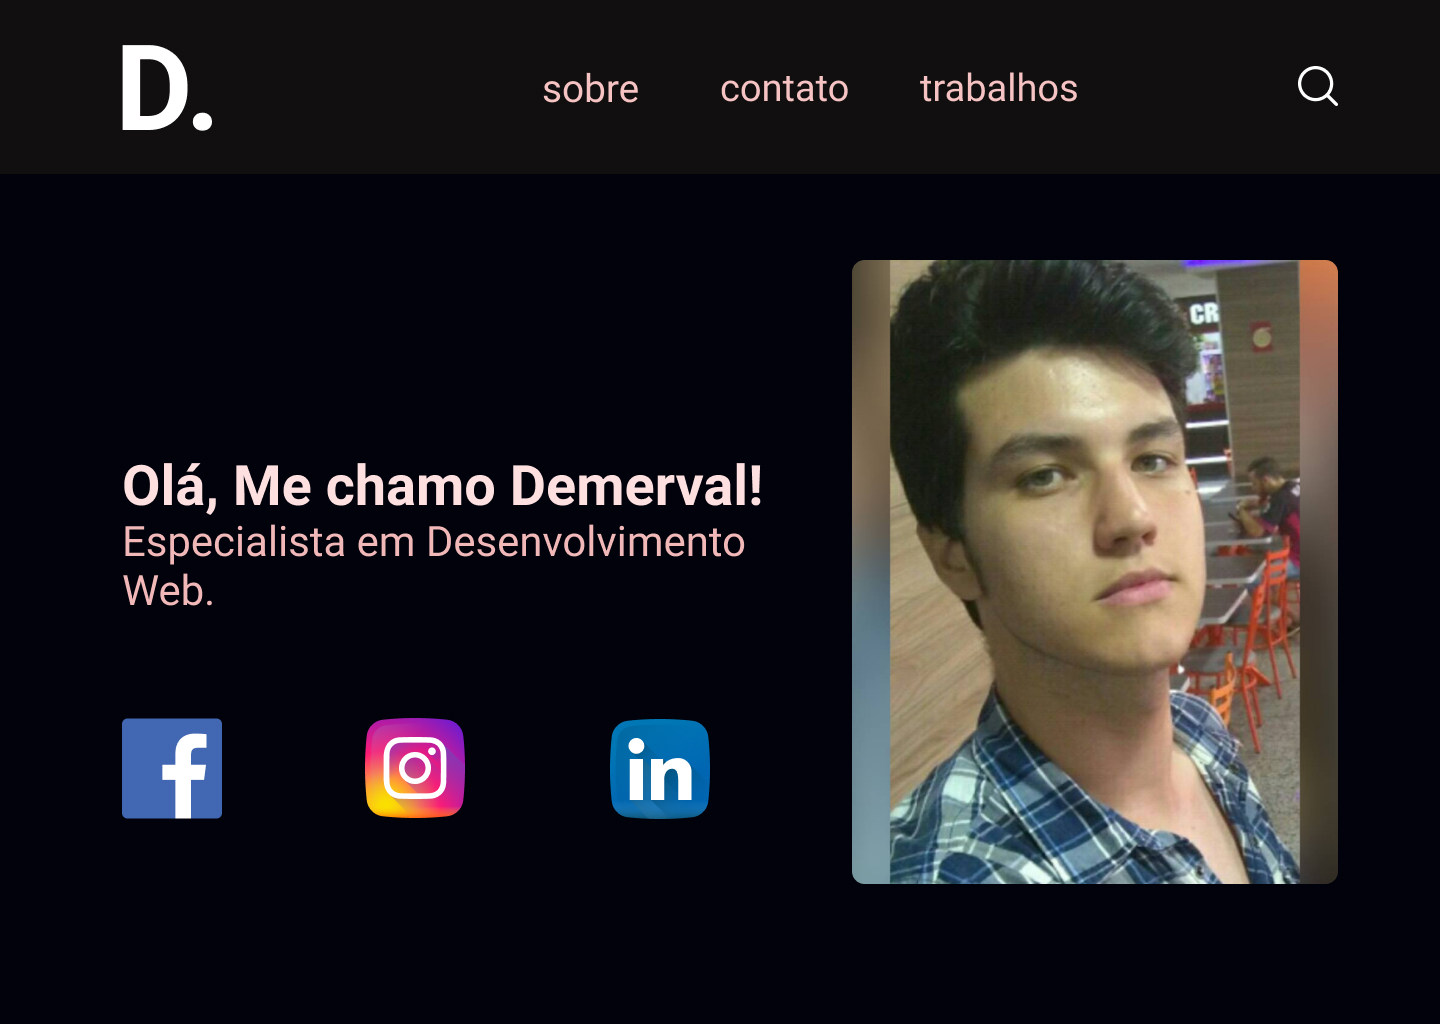 D.
sobre contato trabalhos
CR
Olá, Me chamo Demerval!
Especialista em Desenvolvimento
Web.
f
in